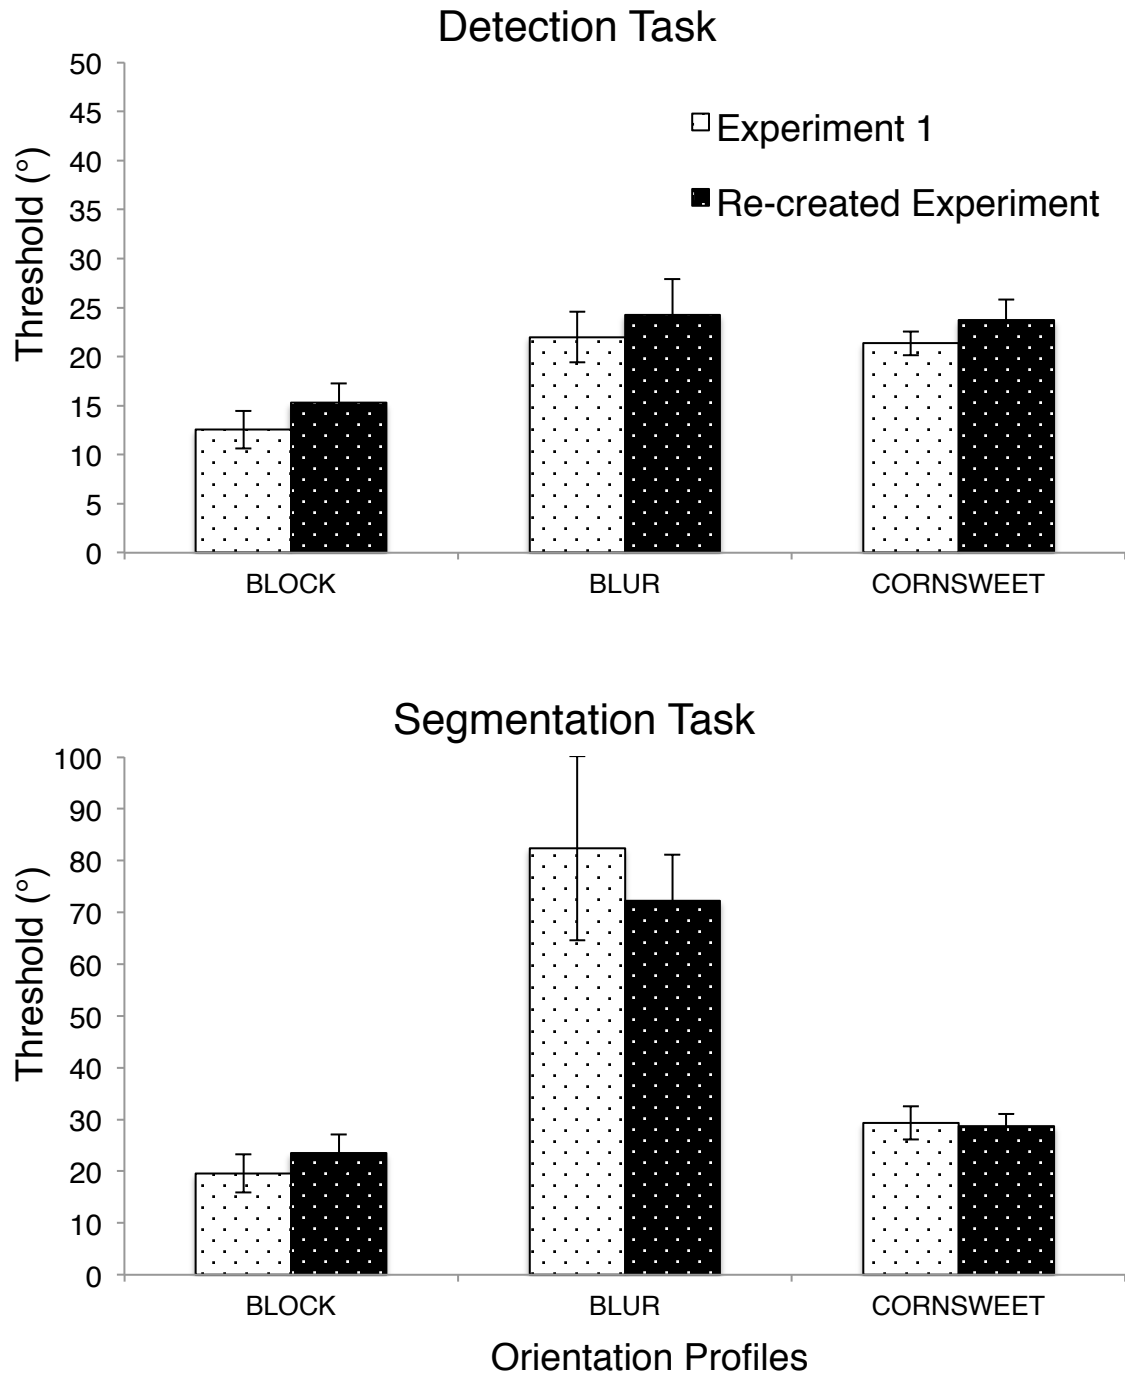 Detection Task
50
45
40
35
30
25
20
15
10
5
0
Threshold (°)
Experiment 1
Re-created Experiment
BLOCK BLUR CORNSWEET
Segmentation Task
100
90
80
70
60
50
40
30
20
10
0
Threshold (°)
BLOCK BLUR CORNSWEET
Orientation Profiles